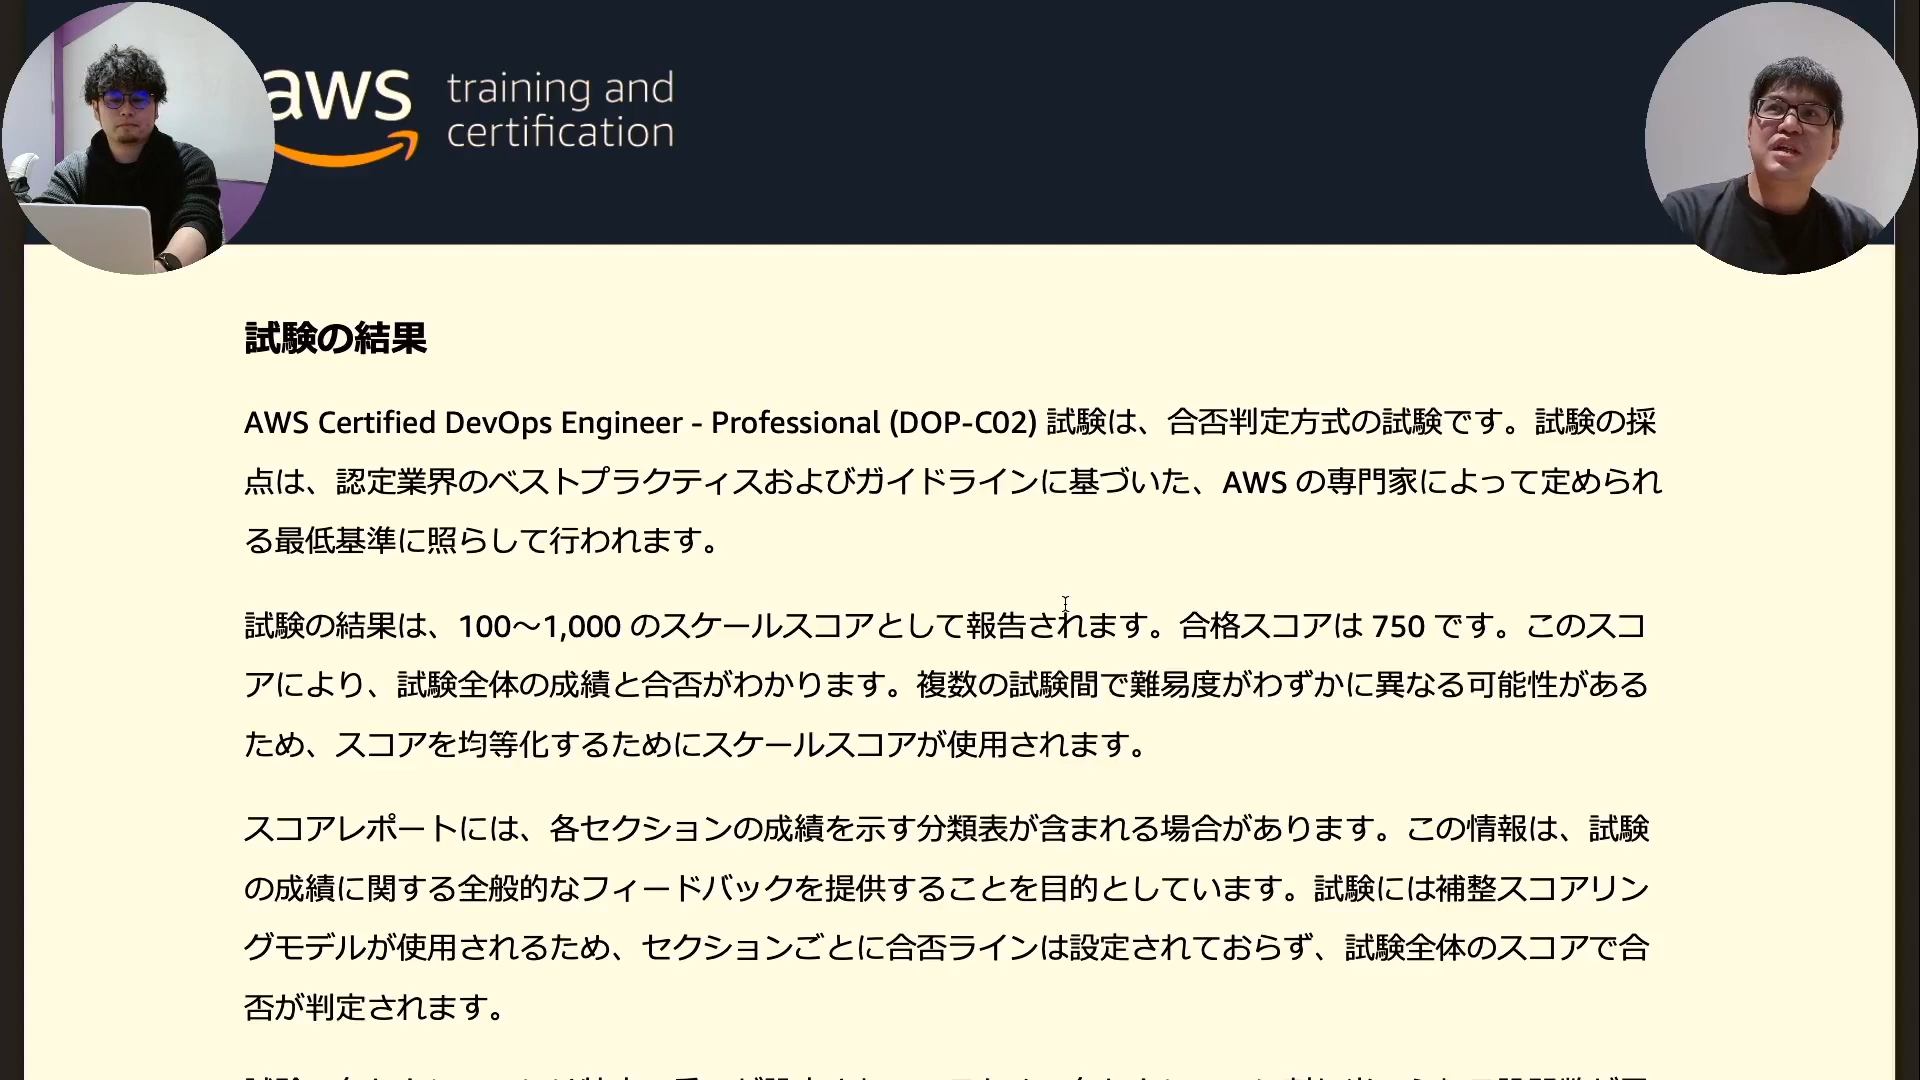 aws
training and
certification
試験の結果
AWS Certified DevOps Engineer - Professional (DOP-C02) 試験は、合否判定方式の試験です。試験の採
点は、認定業界のベストプラクティスおよびガイドラインに基づいた、AWS の専門家によって定められ
る最低基準に照らして行われます。
試験の結果は、100～1,000 のスケールスコアとして報告されます。合格スコアは 750 です。このスコ
アにより、試験全体の成績と合否がわかります。複数の試験間で難易度がわずかに異なる可能性がある
ため、スコアを均等化するためにスケールスコアが使用されます。
スコアレポートには、各セクションの成績を示す分類表が含まれる場合があります。この情報は、試験
の成績に関する全般的なフィードバックを提供することを目的としています。試験には補整スコアリン
グモデルが使用されるため、セクションごとに合否ラインは設定されておらず、試験全体のスコアで合
否が判定されます。